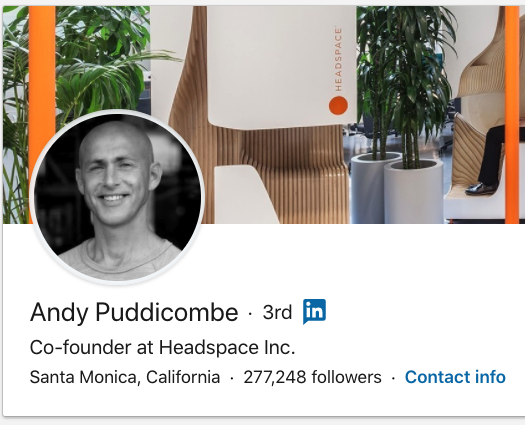 HEADSPACE
Andy Puddicombe · 3rd in
Co-founder at Headspace Inc.
Santa Monica, California · 277,248 followers · Contact info